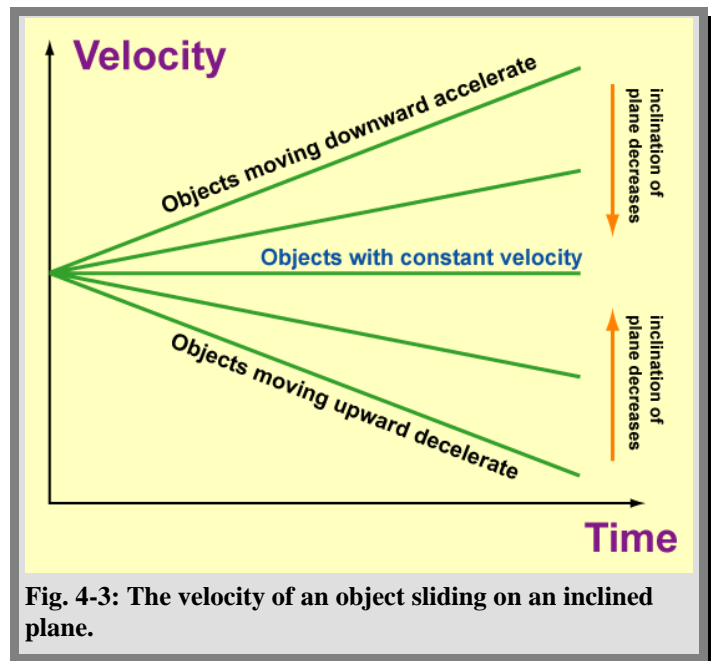 Velocity
Objects moving downward accelerate
inclination of
plane decreases
Objects with constant velocity
Objects moving upward decelerate
inclination of
plane decreases
Time
Fig. 4-3: The velocity of an object sliding on an inclined
plane.